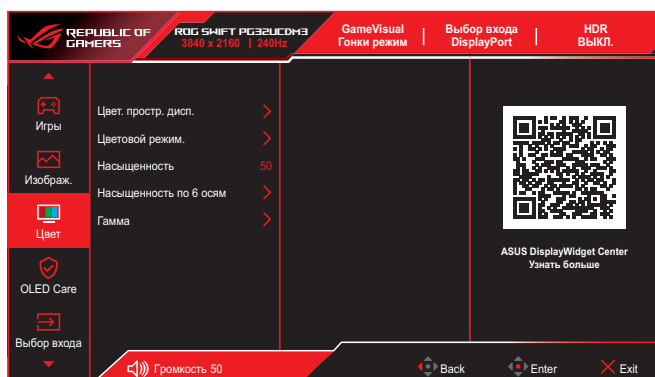 REPUBLIC OF
GAMERS
ROG SWIFT PG32UCDM3
3840 x 2160 | 240Hz
GameVisual
Гонки режим
Выбор входа
DisplayPort
HDR
ВЫКЛ.
Игры
Изображ.
Цвет
OLED Care
Выбор входа
Цвет. простр. дисп.
Цветовой режим.
Насыщенность 50
Насыщенность по 6 осям
Гамма
ASUS DisplayWidget Center
Узнать больше
Громкость 50
Back
Enter
Exit